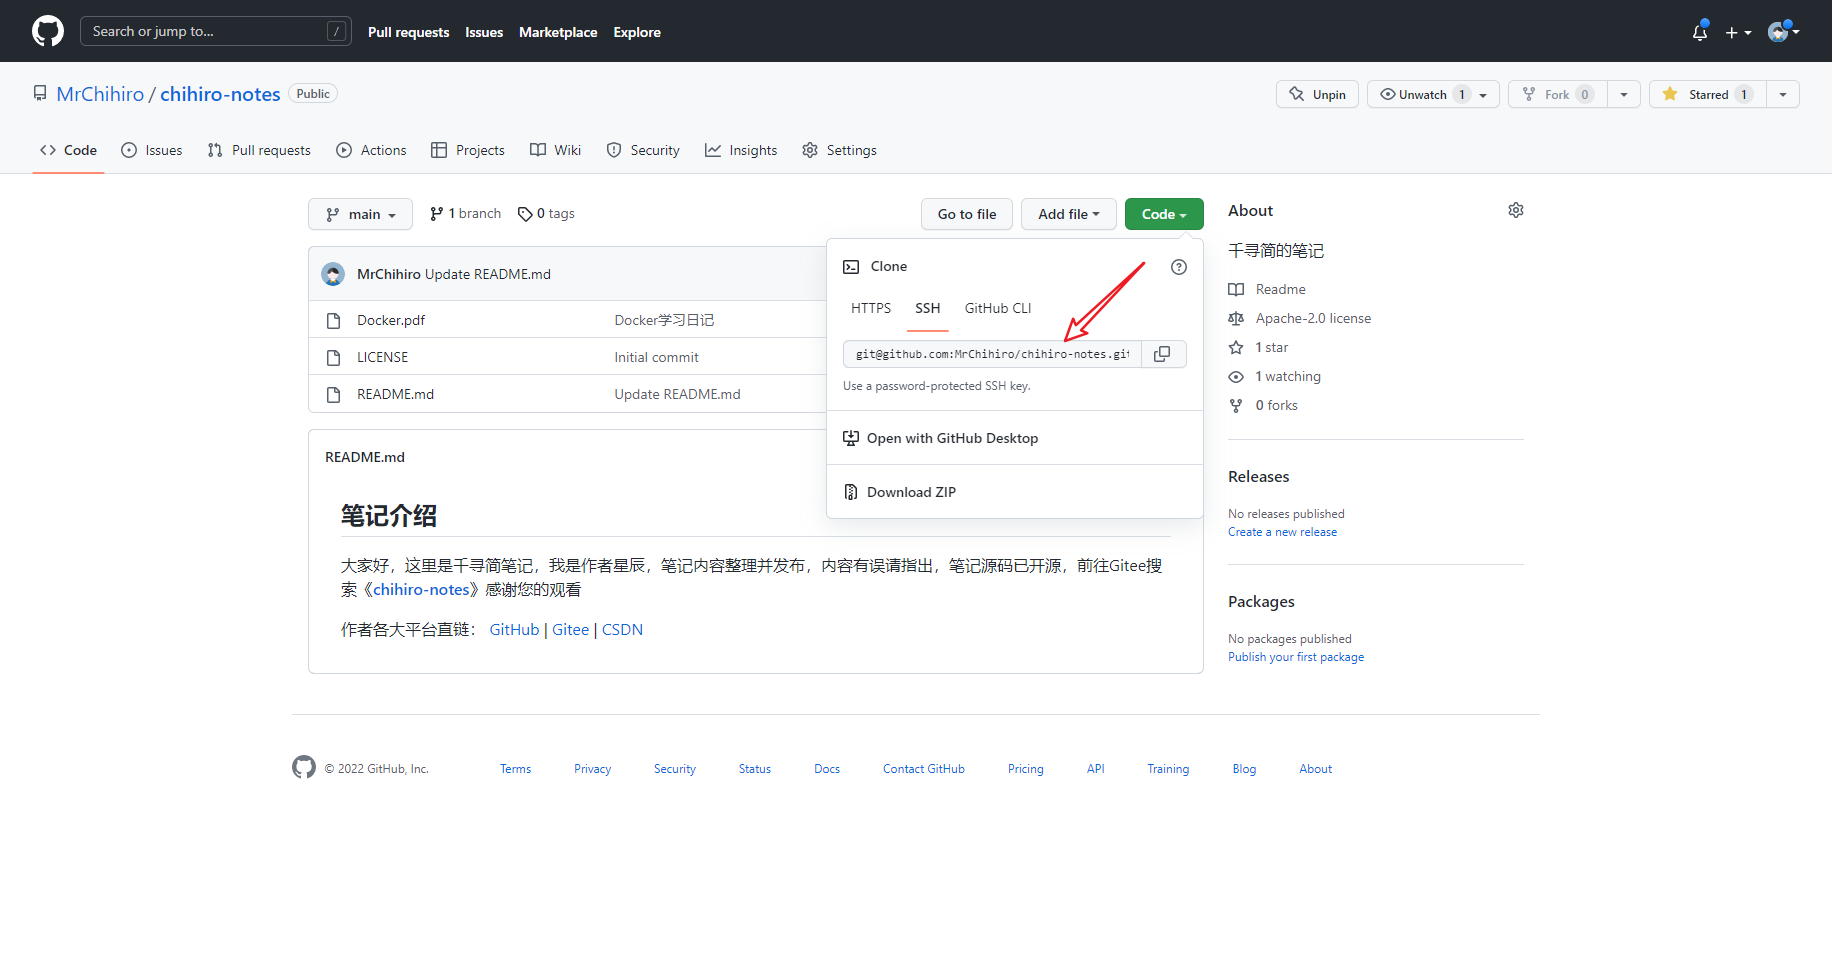 Search or jump to... /
Pull requests Issues Marketplace Explore
MrChihiro / chihiro-notes Public
Unpin Unwatch 1 Fork 0 Starred 1
Code Issues Pull requests Actions Projects Wiki Security Insights Settings
main 1 branch 0 tags
Go to file Add file Code
MrChihiro Update README.md
Docker.pdf Docker学习日记
LICENSE Initial commit
README.md Update README.md
Clone
HTTPS SSH GitHub CLI
git@github.com:MrChihiro/chihiro-notes.git
Use a password-protected SSH key.
Open with GitHub Desktop
Download ZIP
README.md
笔记介绍
大家好，这里是千寻简笔记，我是作者星辰，笔记内容整理并发布，内容有误请指出，笔记源码已开源，前往Gitee搜
索《chihiro-notes》感谢您的观看
作者各大平台直链： GitHub | Gitee | CSDN
About
千寻简的笔记
Readme
Apache-2.0 license
1 star
1 watching
0 forks
Releases
No releases published
Create a new release
Packages
No packages published
Publish your first package
© 2022 GitHub, Inc. Terms Privacy Security Status Docs Contact GitHub Pricing API Training Blog About